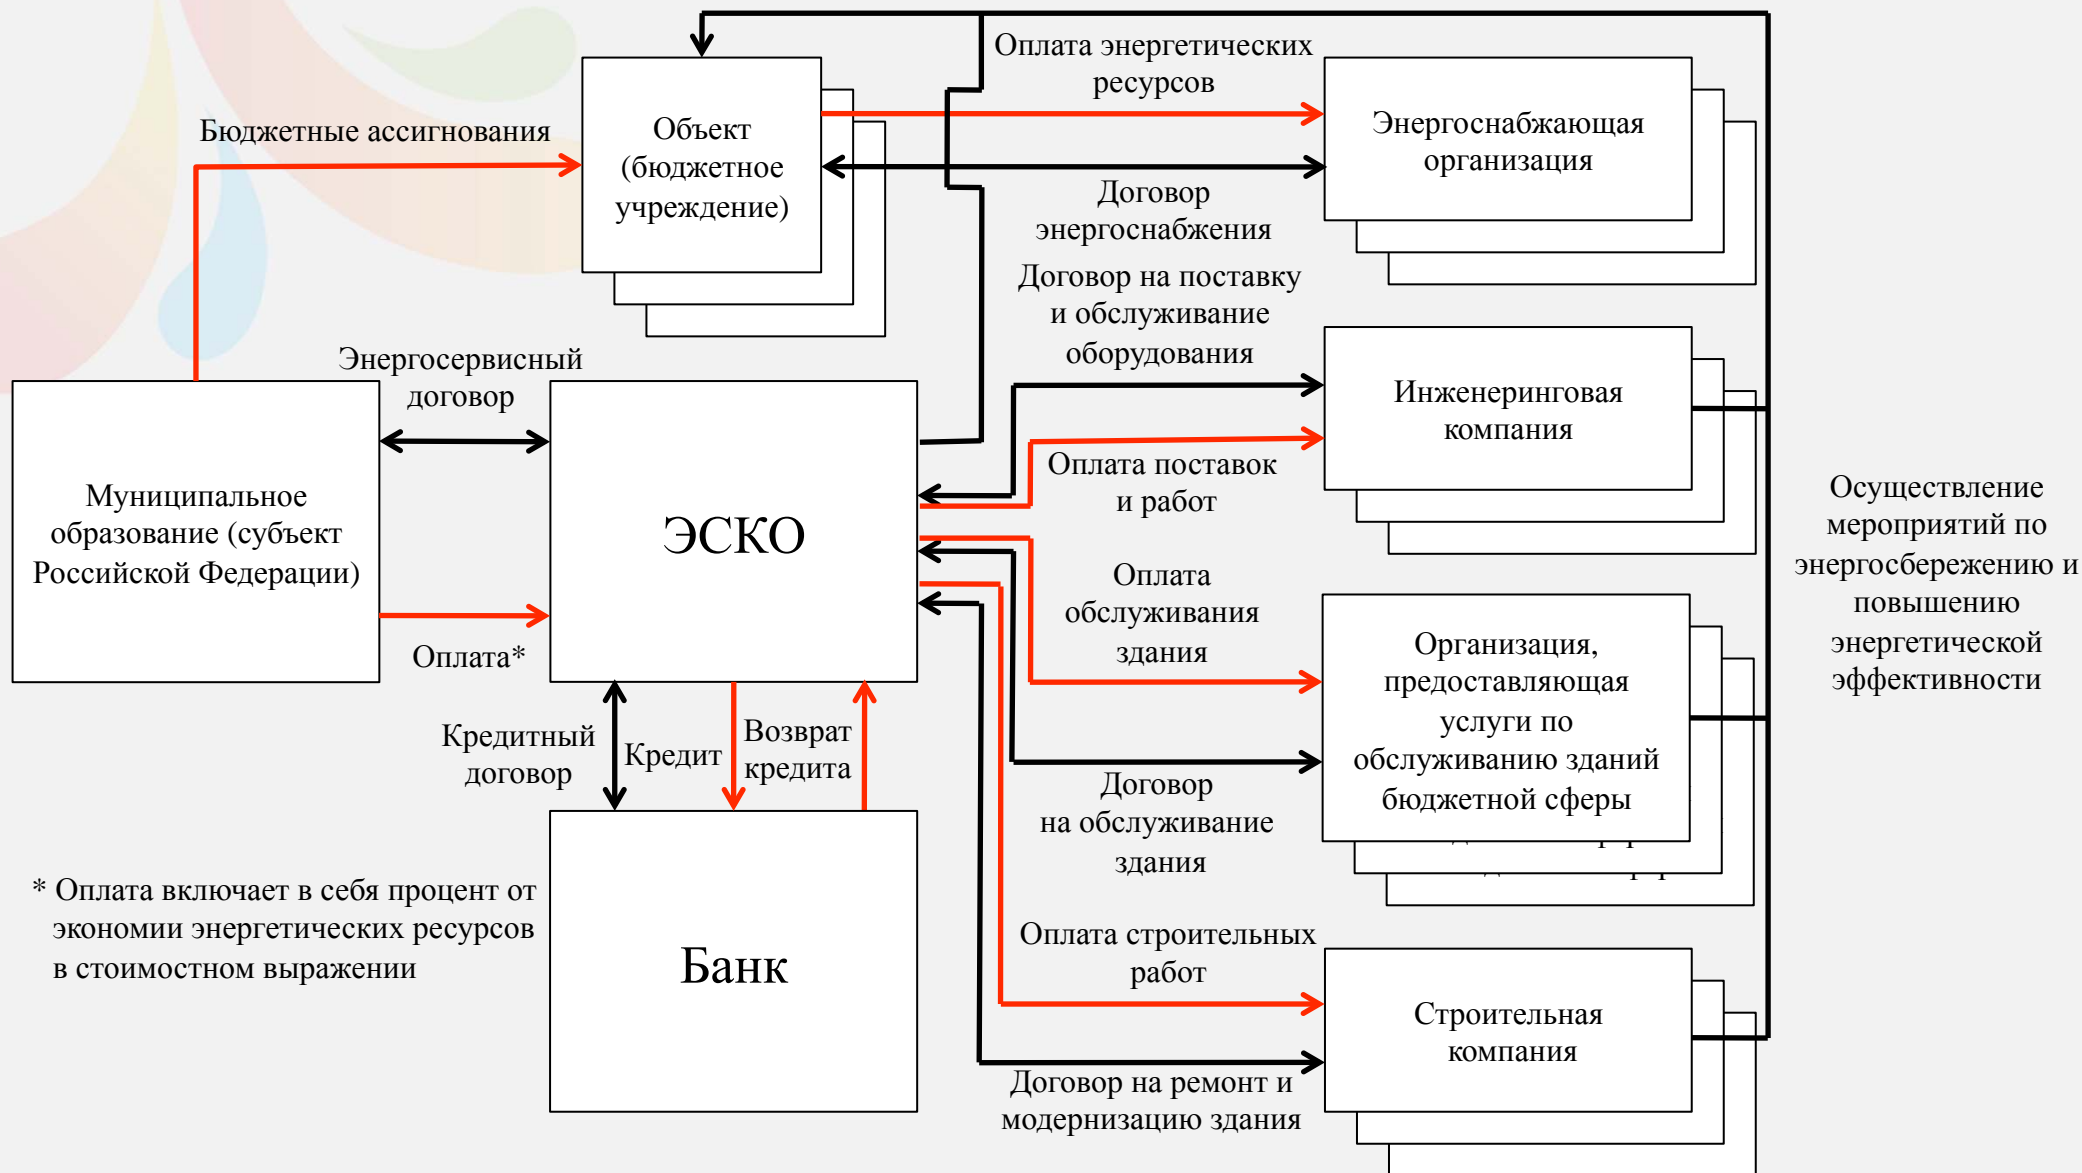 Оплата энергетических
ресурсов
Бюджетные ассигнования
Объект
(бюджетное
учреждение)
Энергоснабжающая
организация
Договор
энергоснабжения
Договор на поставку
и обслуживание
оборудования
Энергосервисный
договор
Инженеринговая
компания
Муниципальное
образование (субъект
Российской Федерации)
ЭСКО
Оплата поставок
и работ
Осуществление
мероприятий по
энергосбережению и
повышению
энергетической
эффективности
Оплата
обслуживания
здания
Оплата*
Организация,
предоставляющая
услуги по
обслуживанию зданий
бюджетной сферы
Кредитный
договор
Кредит
Возврат
кредита
Договор
на обслуживание
здания
* Оплата включает в себя процент от
экономии энергетических ресурсов
в стоимостном выражении
Банк
Оплата строительных
работ
Строительная
компания
Договор на ремонт и
модернизацию здания